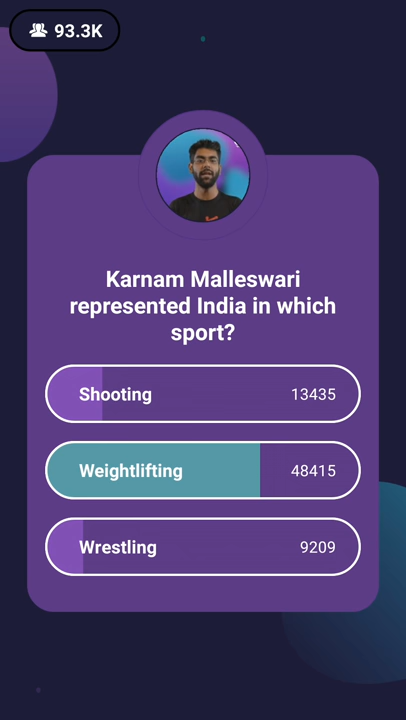 93.3K
Karnam Malleswari
represented India in which
sport?
Shooting 13435
Weightlifting 48415
Wrestling 9209